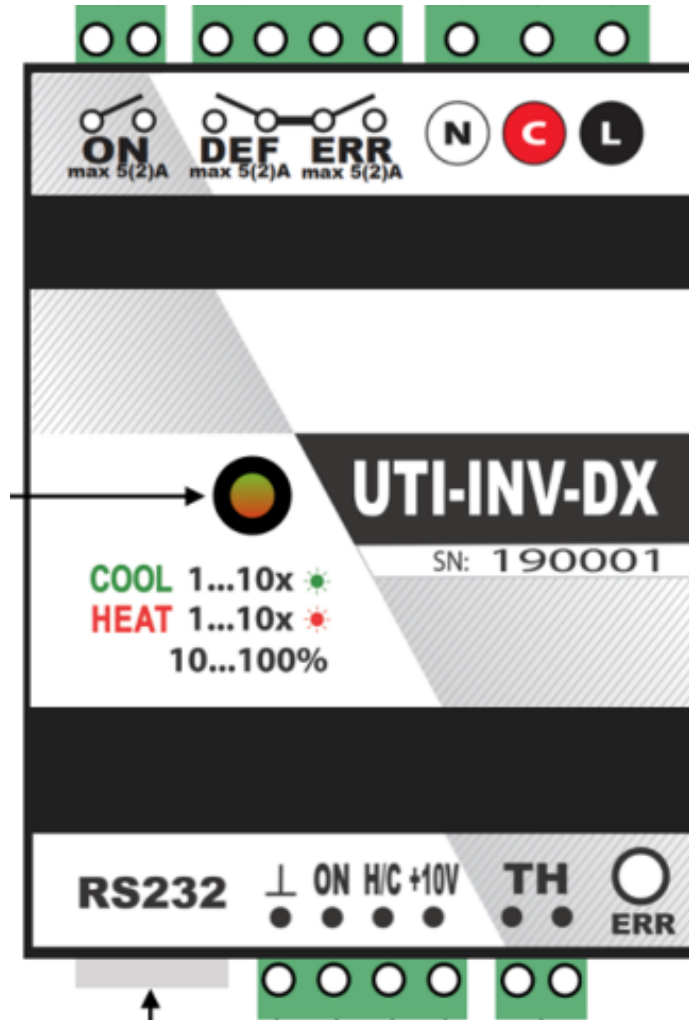 ON DEF ERR N C L
max 5(2)A max 5(2)A max 5(2)A
UTI-INV-DX
SN: 190001
COOL 1...10x
HEAT 1...10x
10...100%
RS232 ⊥ ON H/C +10V TH
ERR